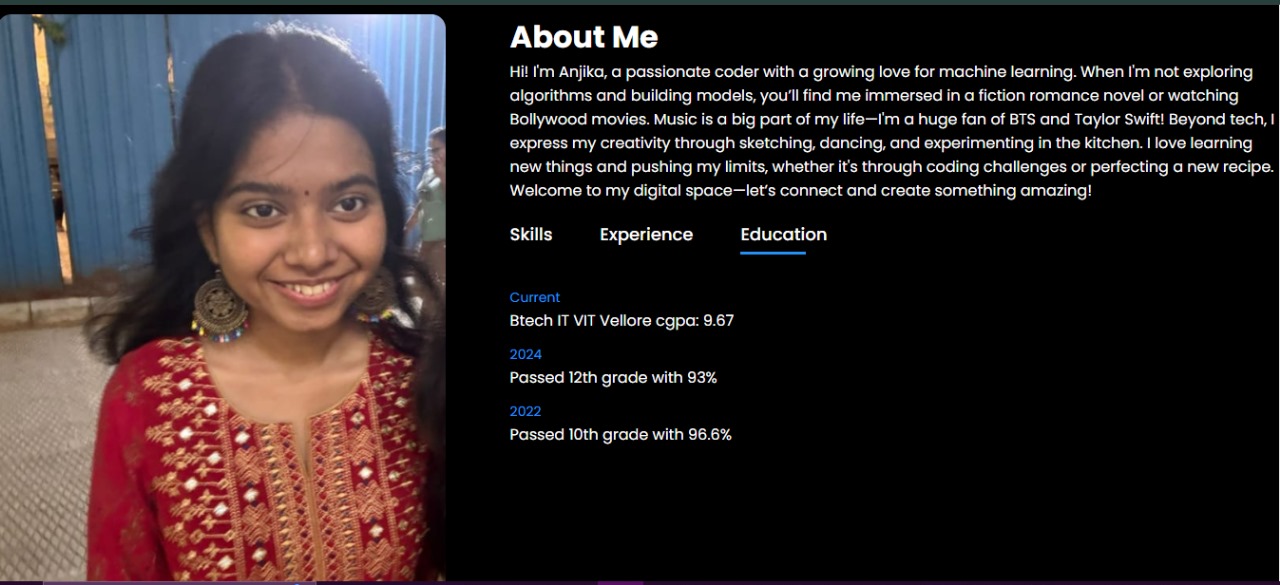 About Me
Hi! I'm Anjika, a passionate coder with a growing love for machine learning. When I'm not exploring
algorithms and building models, you’ll find me immersed in a fiction romance novel or watching
Bollywood movies. Music is a big part of my life—I'm a huge fan of BTS and Taylor Swift! Beyond tech, I
express my creativity through sketching, dancing, and experimenting in the kitchen. I love learning
new things and pushing my limits, whether it's through coding challenges or perfecting a new recipe.
Welcome to my digital space—let’s connect and create something amazing!
Skills Experience Education
Current
Btech IT VIT Vellore cgpa: 9.67
2024
Passed 12th grade with 93%
2022
Passed 10th grade with 96.6%